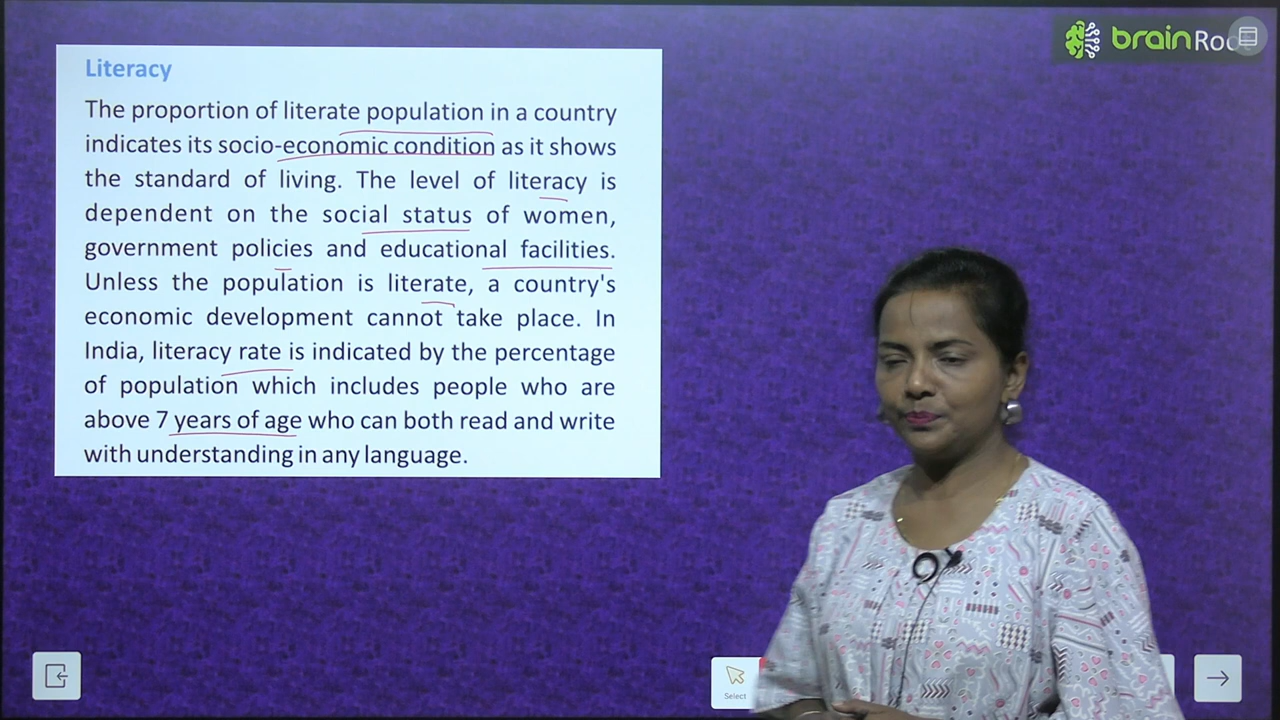 Literacy
The proportion of literate population in a country
indicates its socio-economic condition as it shows
the standard of living. The level of literacy is
dependent on the social status of women,
government policies and educational facilities.
Unless the population is literate, a country's
economic development cannot take place. In
India, literacy rate is indicated by the percentage
of population which includes people who are
above 7 years of age who can both read and write
with understanding in any language.
brain
Select